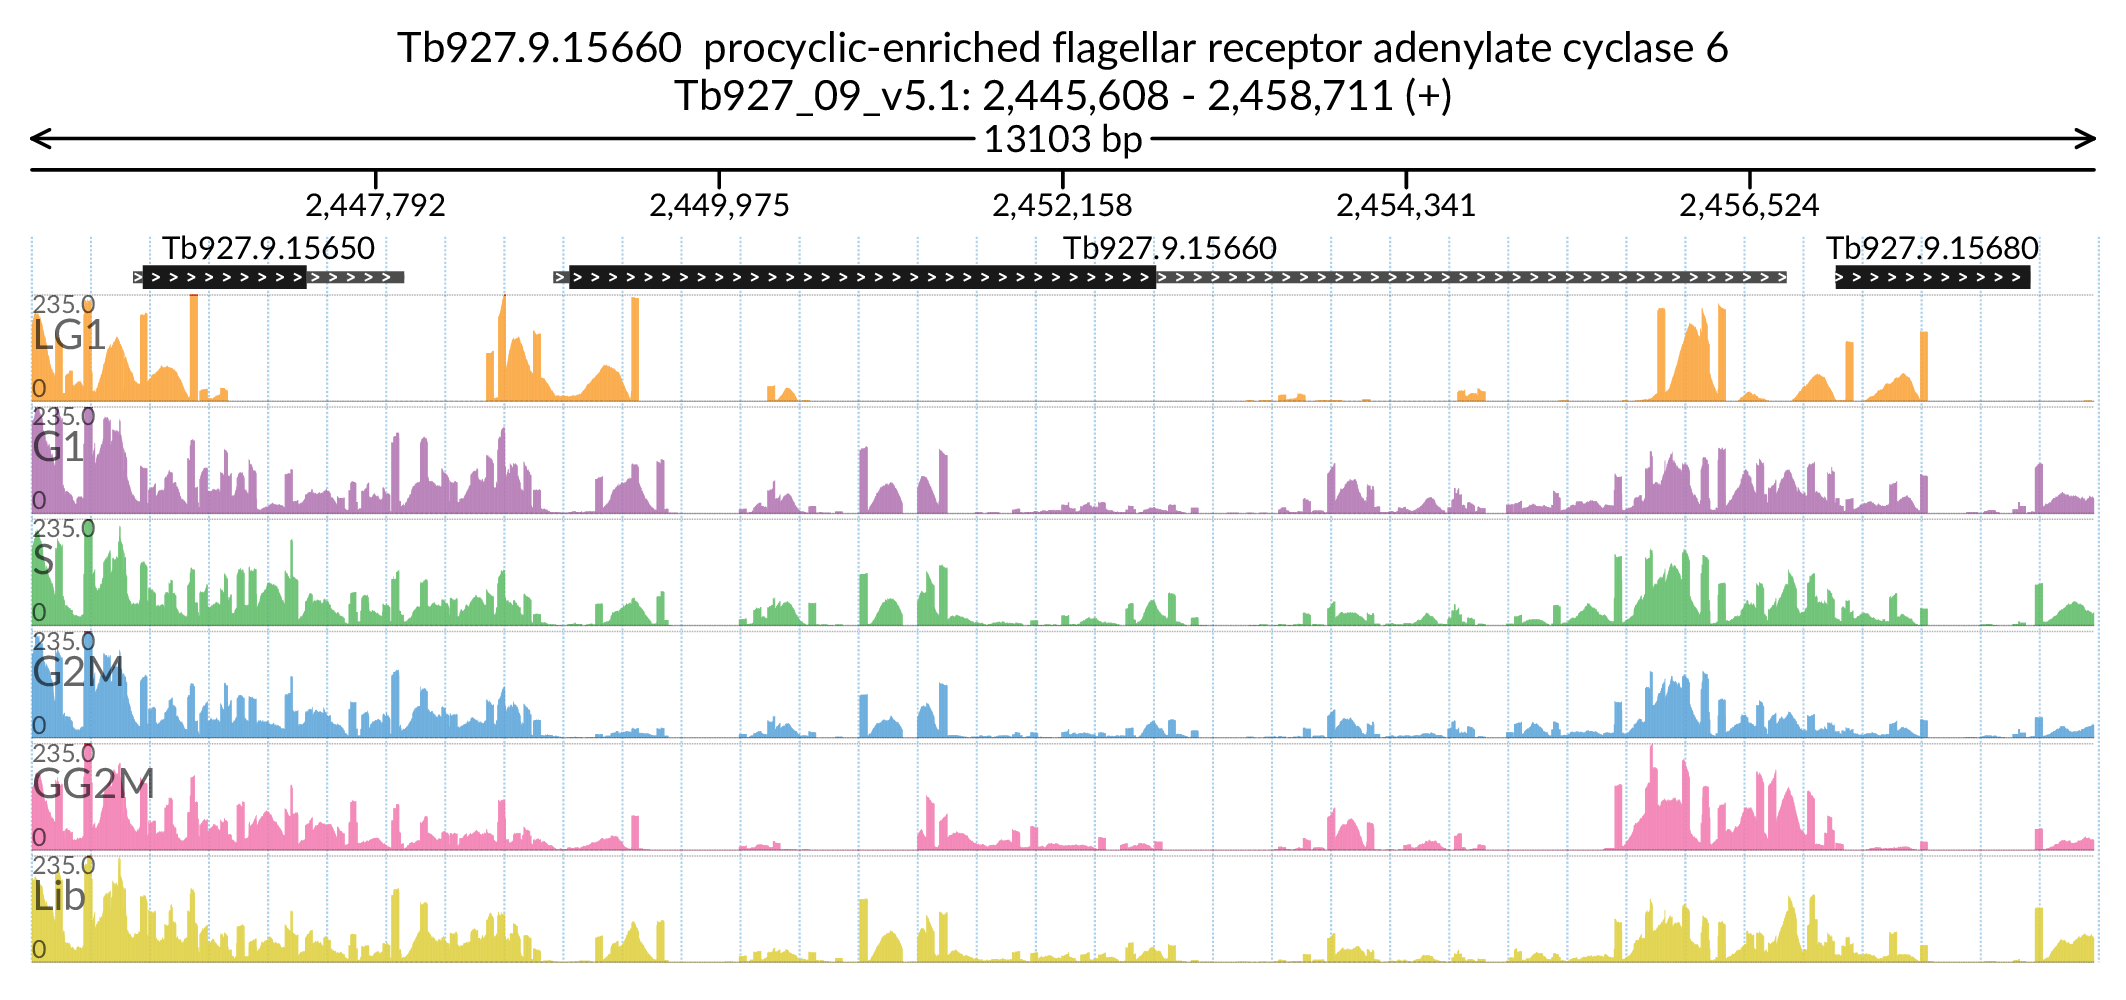 Tb927.9.15660  procyclic-enriched flagellar receptor adenylate cyclase 6
Tb927_09_v5.1: 2,445,608 - 2,458,711 (+)
13103 bp
2,447,792 2,449,975 2,452,158 2,454,341 2,456,524
Tb927.9.15650 Tb927.9.15660 Tb927.9.15680
235.0
LG1
0
235.0
G1
0
235.0
S
0
235.0
G2M
0
235.0
GG2M
0
235.0
Lib
0